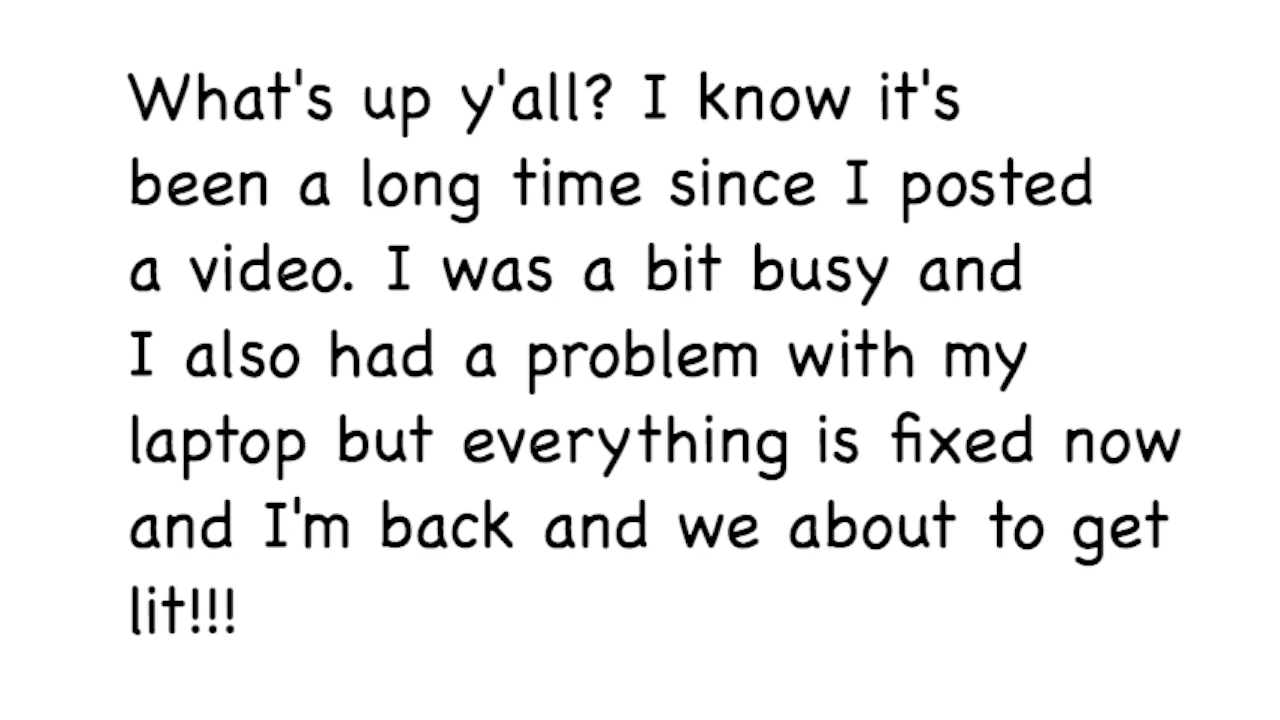 What's up y'all? I know it's
been a long time since I posted
a video. I was a bit busy and
I also had a problem with my
laptop but everything is fixed now
and I'm back and we about to get
lit!!!